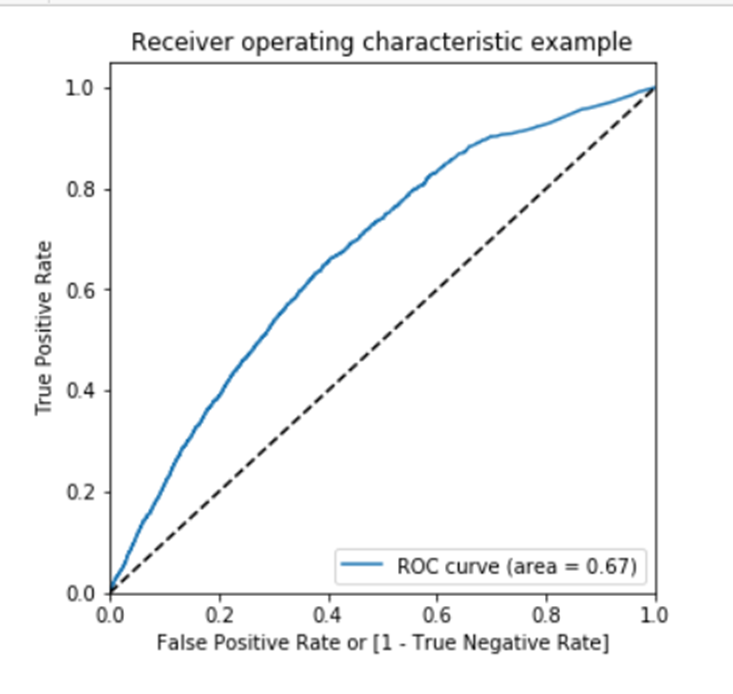 Receiver operating characteristic example
1.0
0.8
0.6
0.4
0.2
0.0
True Positive Rate
ROC curve (area = 0.67)
0.0 0.2 0.4 0.6 0.8 1.0
False Positive Rate or [1 - True Negative Rate]